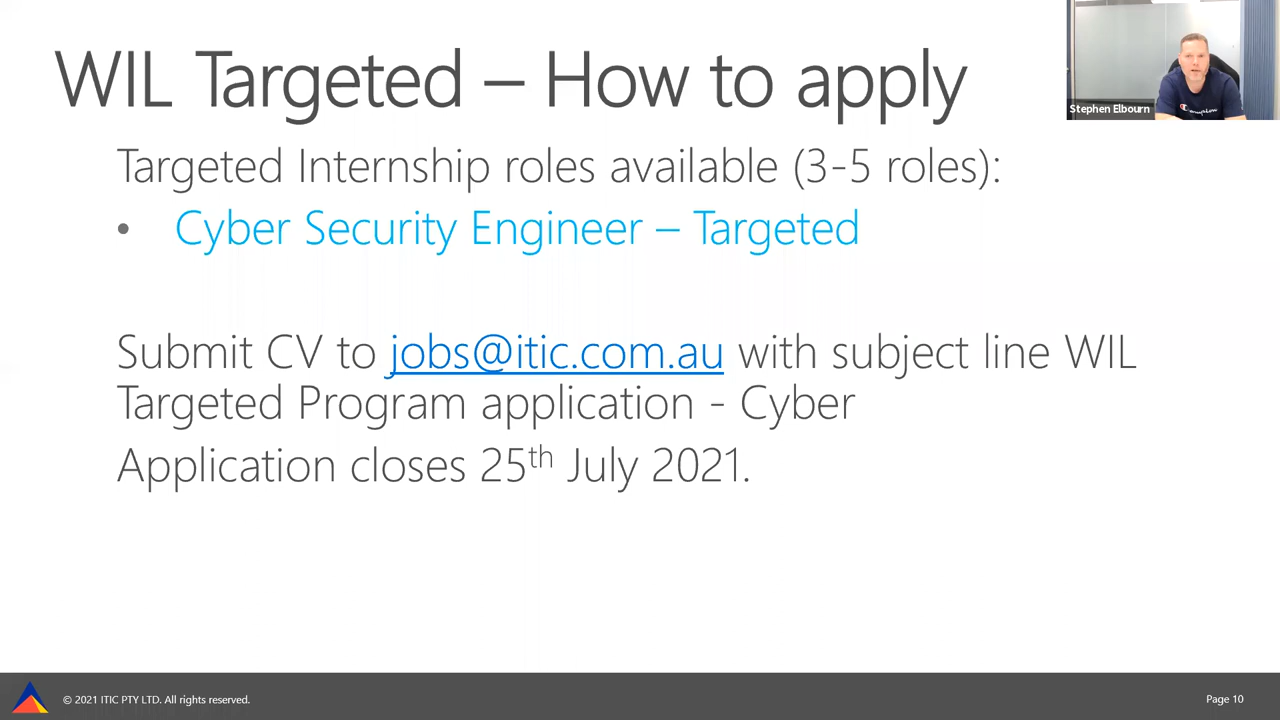 WIL Targeted – How to apply
Stephen Elbourn
Targeted Internship roles available (3-5 roles):
• Cyber Security Engineer – Targeted
Submit CV to jobs@itic.com.au with subject line WIL
Targeted Program application - Cyber
Application closes 25th July 2021.
© 2021 ITIC PTY LTD. All rights reserved.
Page 10